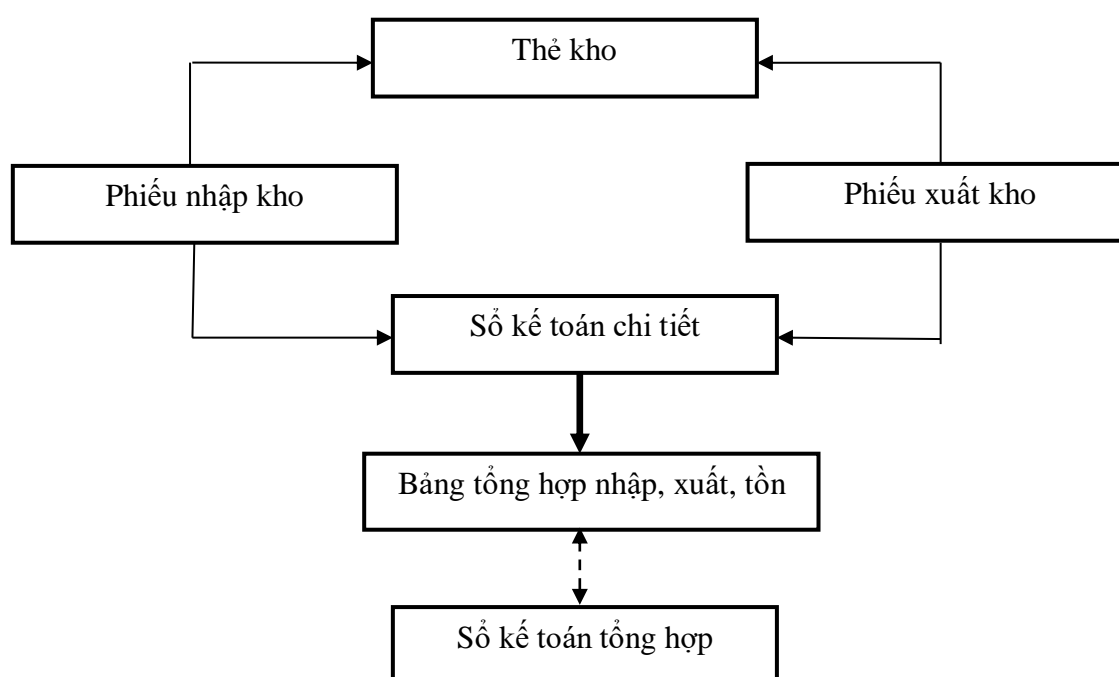 Thẻ kho
Phiếu nhập kho
Phiếu xuất kho
Sổ kế toán chi tiết
Bảng tổng hợp nhập, xuất, tồn
Sổ kế toán tổng hợp